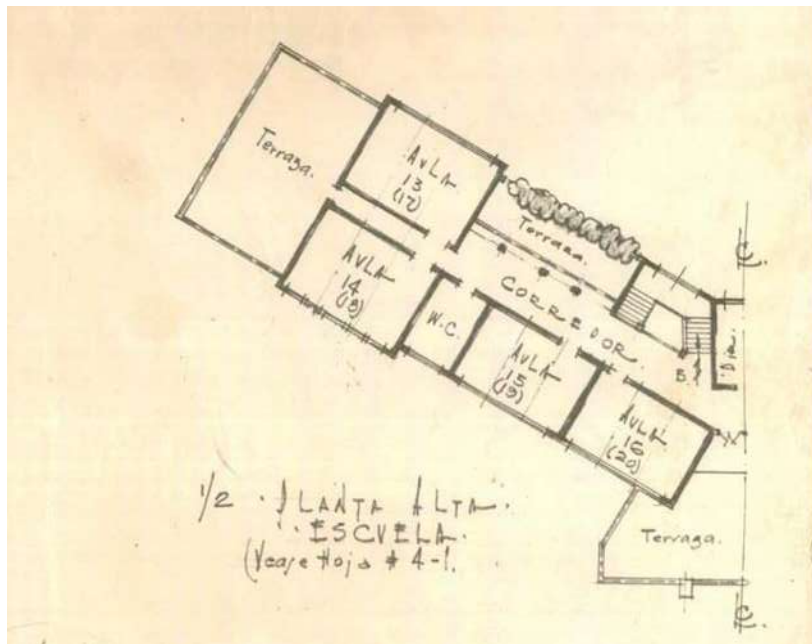 Terraza.
AVLA
13
(17)
Terraza.
AVLA
14
(18)
W.C.
CORREDOR.
AVLA
15
(19)
AVLA
16
(20)
B.
Dir.
Terraza.
C.
C.
1/2 . PLANTA ALTA.
. ESCVELA.
(Vease Hoja # 4-1.